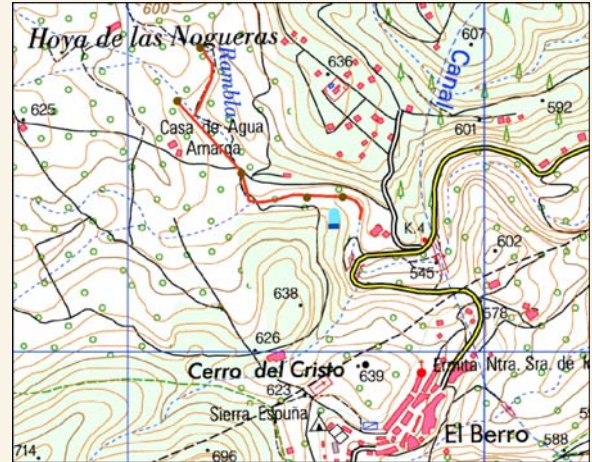 600
607
Hoya de las Nogueras
636
Rambla
Canal
625
592
601
Casa de Agua
Amarga
K.4
602
545
638
578
626
Cerro del Cristo
639
Ermita Ntra. Sra. de
623
Sierra Espuña
El Berro
588
714
696